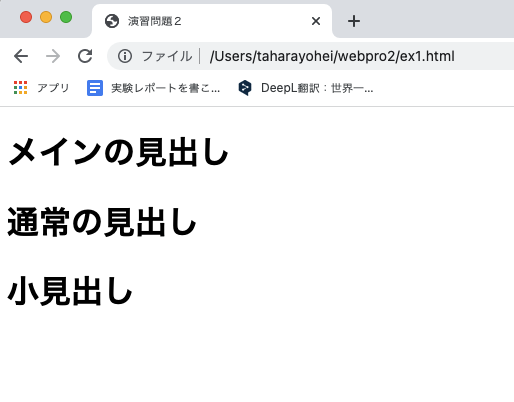 演習問題２
ファイル /Users/taharayohei/webpro2/ex1.html
アプリ 実験レポートを書こ... DeepL翻訳：世界一...
メインの見出し
通常の見出し
小見出し